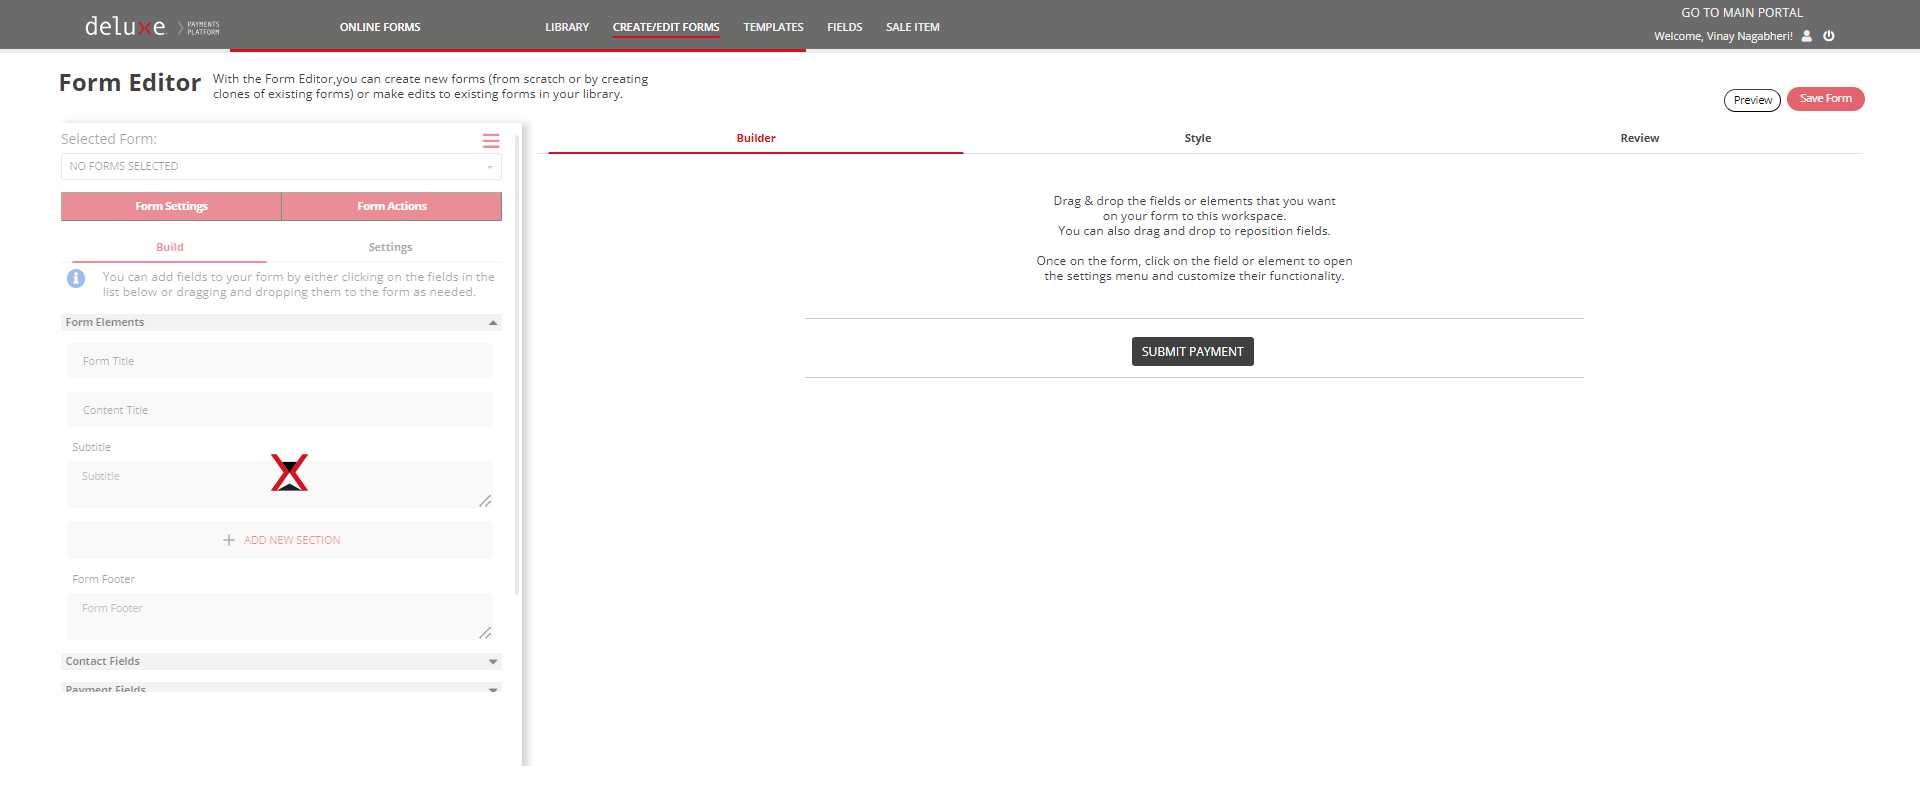 deluxe PAYMENTS PLATFORM
ONLINE FORMS
LIBRARY CREATE/EDIT FORMS TEMPLATES FIELDS SALE ITEM
GO TO MAIN PORTAL
Welcome, Vinay Nagabheri!
Form Editor
With the Form Editor,you can create new forms (from scratch or by creating
clones of existing forms) or make edits to existing forms in your library.
Preview Save Form
Selected Form:
NO FORMS SELECTED
Form Settings Form Actions
Build Settings
You can add fields to your form by either clicking on the fields in the
list below or dragging and dropping them to the form as needed.
Form Elements
Form Title
Content Title
Subtitle
Subtitle
ADD NEW SECTION
Form Footer
Form Footer
Contact Fields
Payment Fields
Builder Style Review
Drag & drop the fields or elements that you want
on your form to this workspace.
You can also drag and drop to reposition fields.
Once on the form, click on the field or element to open
the settings menu and customize their functionality.
SUBMIT PAYMENT